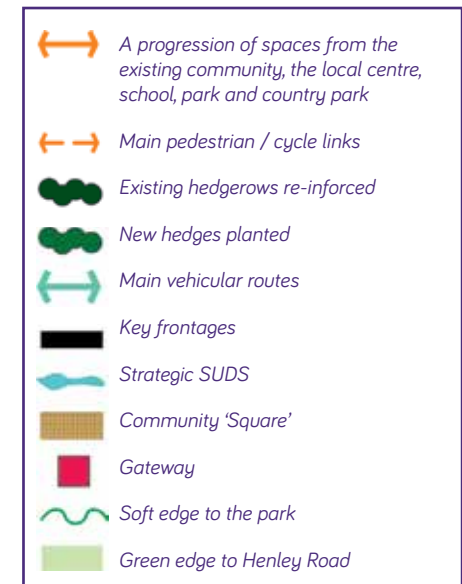 A progression of spaces from the
existing community, the local centre,
school, park and country park
Main pedestrian / cycle links
Existing hedgerows re-inforced
New hedges planted
Main vehicular routes
Key frontages
Strategic SUDS
Community ‘Square’
Gateway
Soft edge to the park
Green edge to Henley Road